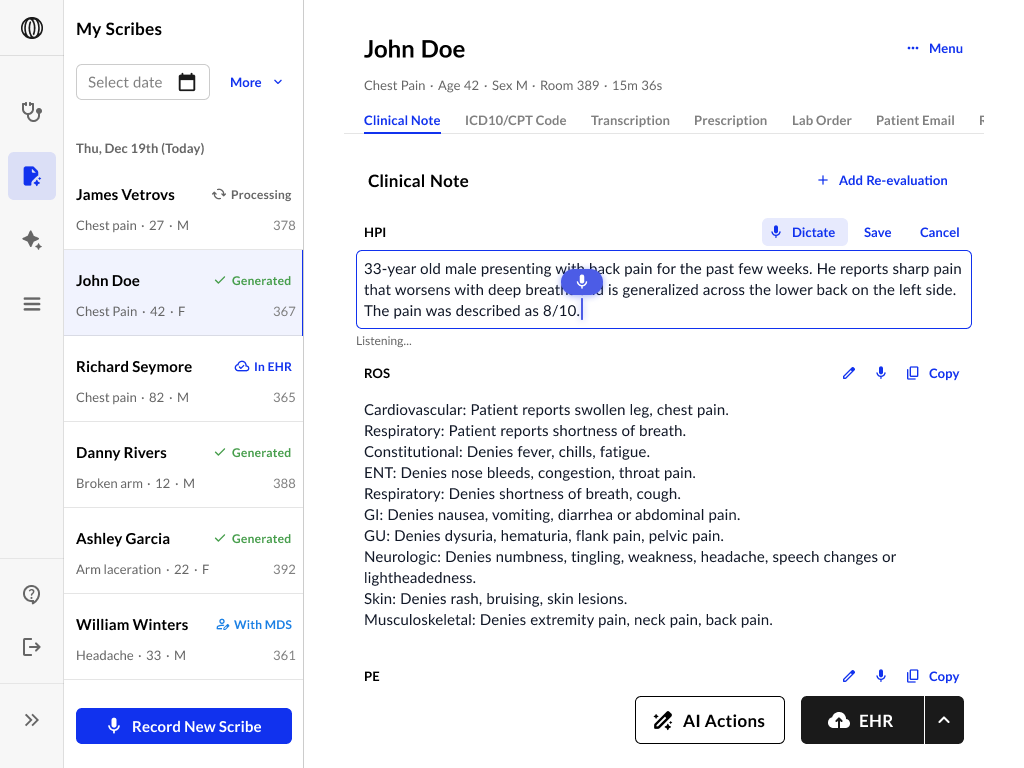 My Scribes
Select date
More
Thu, Dec 19th (Today)
James Vetrovs
Processing
Chest pain · 27 · M
378
John Doe
Generated
Chest Pain · 42 · F
367
Richard Seymore
In EHR
Chest pain · 82 · M
365
Danny Rivers
Generated
Broken arm · 12 · M
388
Ashley Garcia
Generated
Arm laceration · 22 · F
392
William Winters
With MDS
Headache · 33 · M
361
Record New Scribe
John Doe
Menu
Chest Pain · Age 42 · Sex M · Room 389 · 15m 36s
Clinical Note
ICD10/CPT Code
Transcription
Prescription
Lab Order
Patient Email
Clinical Note
Add Re-evaluation
HPI
Dictate
Save
Cancel
33-year old male presenting with back pain for the past few weeks. He reports sharp pain
that worsens with deep breath is generalized across the lower back on the left side.
The pain was described as 8/10.
Listening...
ROS
Copy
Cardiovascular: Patient reports swollen leg, chest pain.
Respiratory: Patient reports shortness of breath.
Constitutional: Denies fever, chills, fatigue.
ENT: Denies nose bleeds, congestion, throat pain.
Respiratory: Denies shortness of breath, cough.
GI: Denies nausea, vomiting, diarrhea or abdominal pain.
GU: Denies dysuria, hematuria, flank pain, pelvic pain.
Neurologic: Denies numbness, tingling, weakness, headache, speech changes or
lightheadedness.
Skin: Denies rash, bruising, skin lesions.
Musculoskeletal: Denies extremity pain, neck pain, back pain.
PE
Copy
AI Actions
EHR